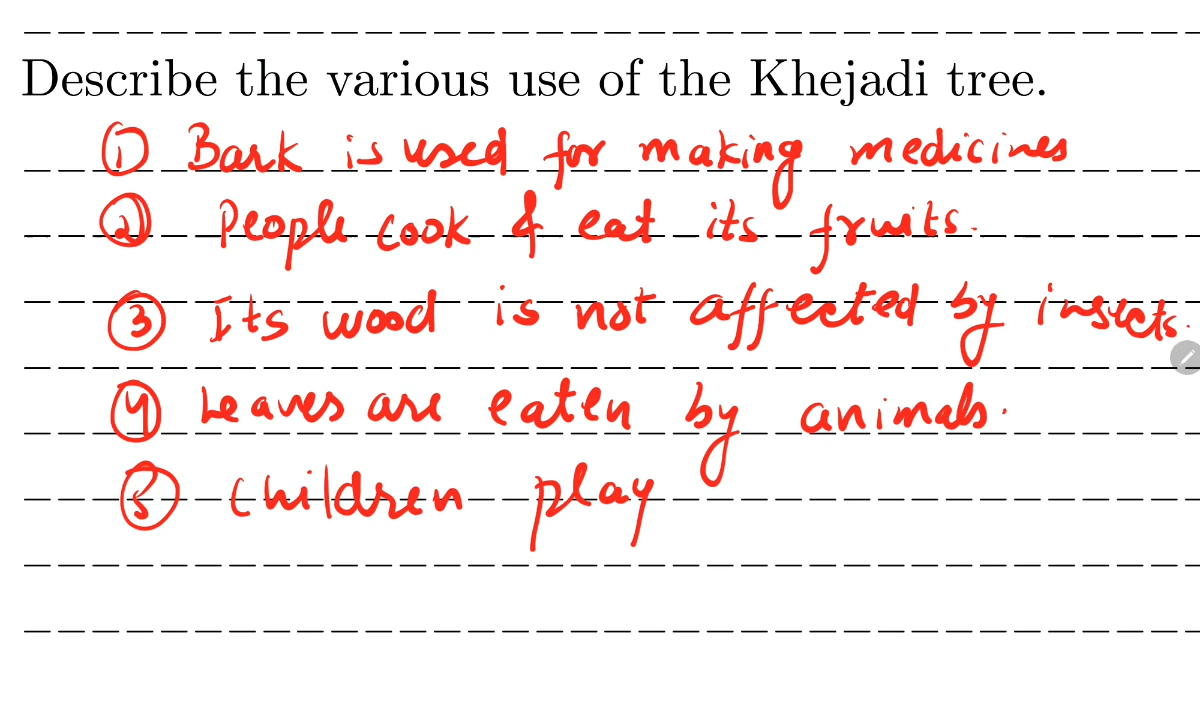 Describe the various use of the Khejadi tree.
① Bark is used for making medicines
② People cook & eat its fruits.
③ Its wood is not affected by insects.
④ Leaves are eaten by animals.
⑤ Children play